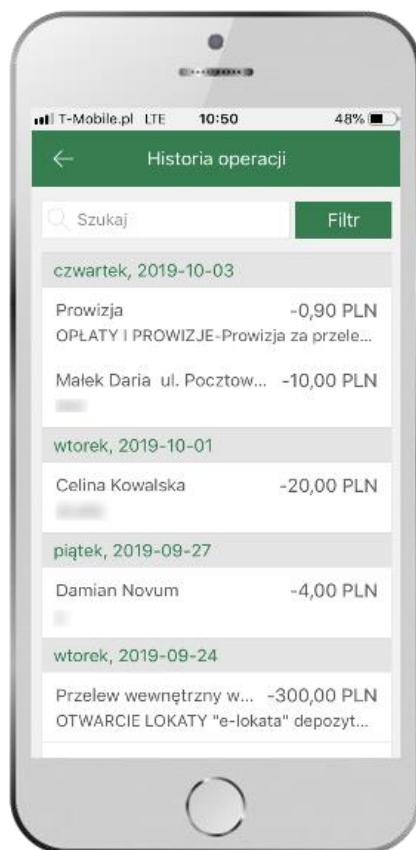 T-Mobile.pl LTE 10:50 48%
Historia operacji
Szukaj Filtr
czwartek, 2019-10-03
Prowizja -0,90 PLN
OPŁATY I PROWIZJE-Prowizja za przele...
Małek Daria ul. Pocztow... -10,00 PLN
wtorek, 2019-10-01
Celina Kowalska -20,00 PLN
piątek, 2019-09-27
Damian Novum -4,00 PLN
wtorek, 2019-09-24
Przelew wewnętrzny w... -300,00 PLN
OTWARCIE LOKATY "e-lokata" depozyt...